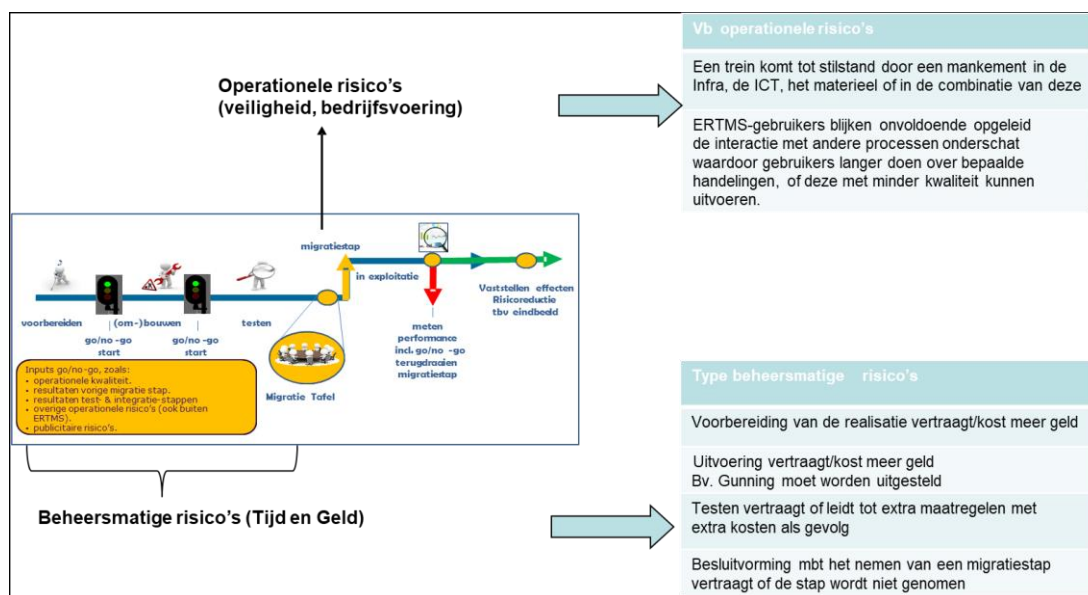 Operationele risico's
(veiligheid, bedrijfsvoering)
Vb operationele risico's
Een trein komt tot stilstand door een mankement in de
Infra, de ICT, het materieel of in de combinatie van deze
ERTMS-gebruikers blijken onvoldoende opgeleid
de interactie met andere processen onderschat
waardoor gebruikers langer doen over bepaalde
handelingen, of deze met minder kwaliteit kunnen
uitvoeren.
migratiestap
in exploitatie
voorbereiden
(om-)bouwen
testen
go/no -go
start
go/no -go
start
Migratie Tafel
meten
performance
incl. go/no -go
terugdraaien
migratiestap
Vaststellen effecten
Risicoreductie
tbv eindbeeld
Inputs go/no-go, zoals:
• operationele kwaliteit.
• resultaten vorige migratie stap.
• resultaten test- & integratie-stappen
• overige operationele risico's (ook buiten
ERTMS).
• publicitaire risico's.
Beheersmatige risico's (Tijd en Geld)
Type beheersmatige risico's
Voorbereiding van de realisatie vertraagt/kost meer geld
Uitvoering vertraagt/kost meer geld
Bv. Gunning moet worden uitgesteld
Testen vertraagt of leidt tot extra maatregelen met
extra kosten als gevolg
Besluitvorming mbt het nemen van een migratiestap
vertraagt of de stap wordt niet genomen